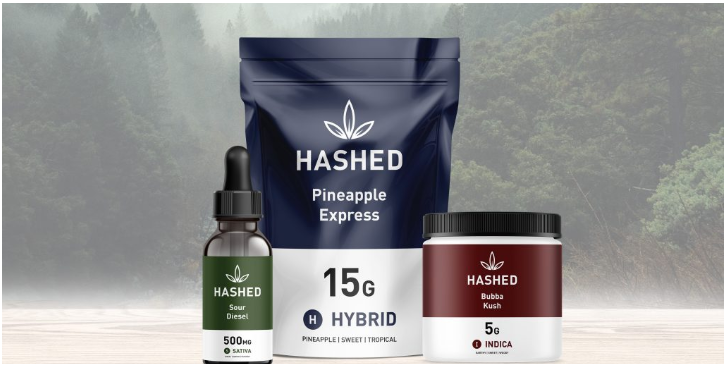 HASHED
Pineapple
Express
15G
H HYBRID
PINEAPPLE | SWEET | TROPICAL
HASHED
Sour
Diesel
500MG
SATIVA
HASHED
Bubba
Kush
5G
I INDICA